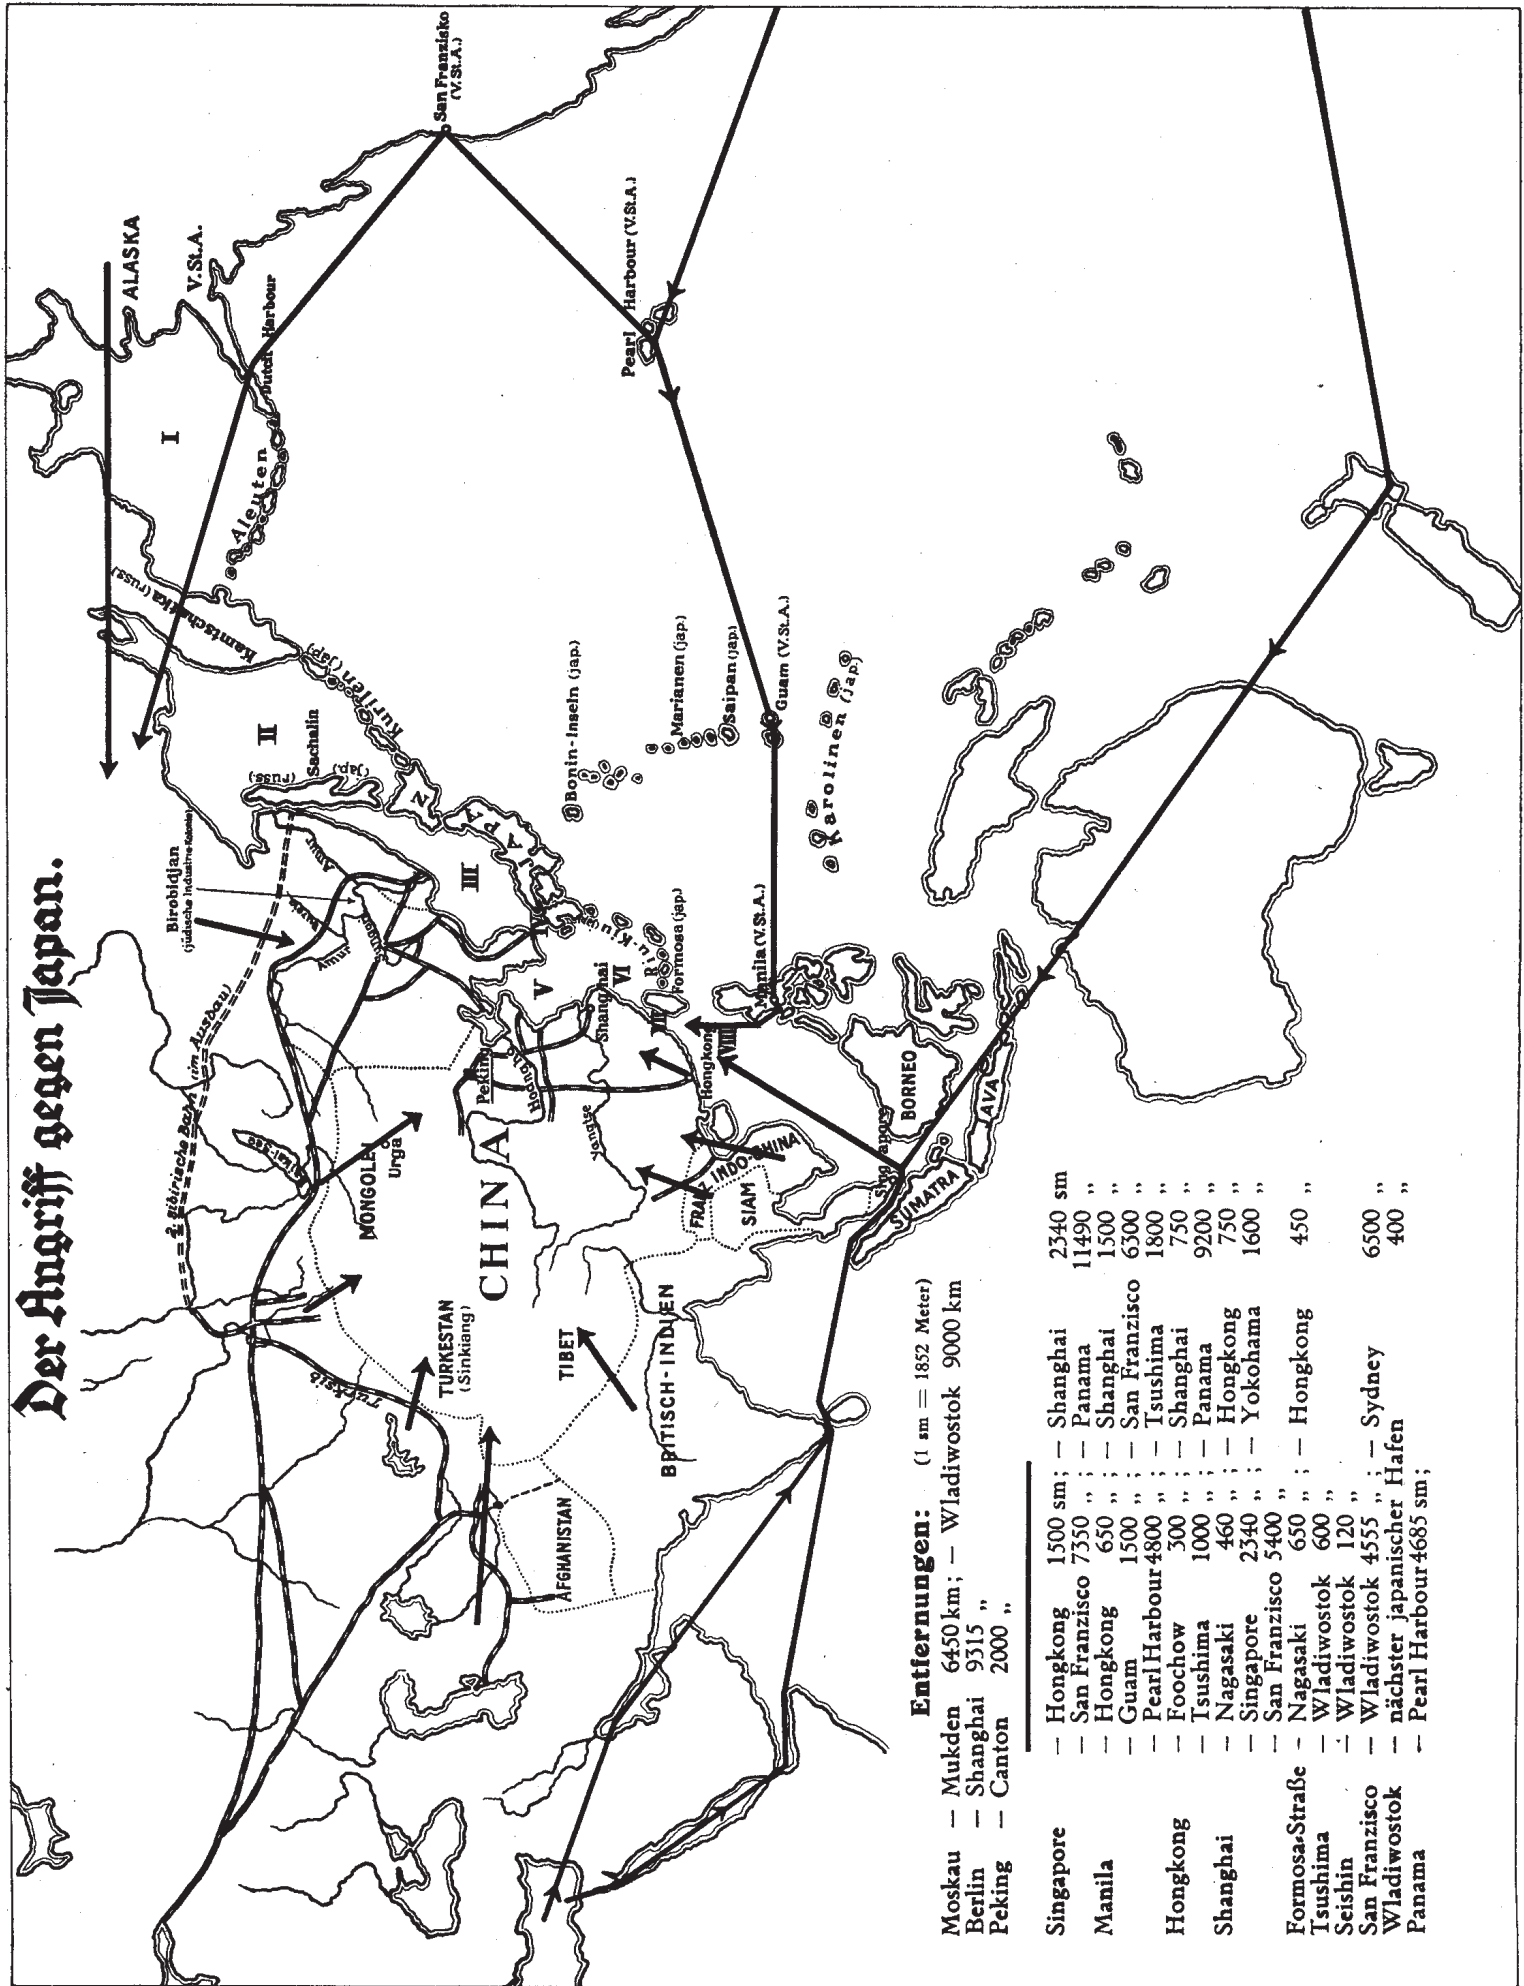 Der Angriff gegen Japan.
ALASKA
V.St.A.
San Franzisko
(V.St.A.)
Dutch Harbour
I
Aleuten
Kamtschatka (russ.)
Pearl Harbour (V.St.A.)
II
Sachalin
(russ.)
(jap.)
Kurilen (jap.)
Birobidjan
(jüdische Industrie-Kolonie)
Amur
Amur
2. sibirische Bahn (im Ausbau)
JAPAN
III
IV
V
VI
VIII
Bonin-Inseln (jap.)
Marianen (jap.)
Saipan (jap.)
Guam (V.St.A.)
Karolinen (jap.)
Riu-Kiu
Formosa (jap.)
Manila (V.St.A.)
Shanghai
Hongkong
Peking
Hoangho
Yangtse
MONGOLEI
Urga
CHINA
Turksib
TURKESTAN
(Sinkiang)
TIBET
AFGHANISTAN
BRITISCH-INDIEN
FRANZ INDO-CHINA
SIAM
Singapore
BORNEO
SUMATRA
JAVA
Entfernungen: (1 sm = 1852 Meter)
Moskau — Mukden 6450 km; — Wladiwostok 9000 km
Berlin — Shanghai 9315 „
Peking — Canton 2000 „
Singapore — Hongkong 1500 sm; — Shanghai 2340 sm
— San Franzisco 7350 „ ; — Panama 11490 „
Manila — Hongkong 650 „ ; — Shanghai 1500 „
— Guam 1500 „ ; — San Franzisco 6300 „
— Pearl Harbour 4800 „ ; — Tsushima 1800 „
Hongkong — Foochow 300 „ ; — Shanghai 750 „
— Tsushima 1000 „ ; — Panama 9200 „
Shanghai — Nagasaki 460 „ ; — Hongkong 750 „
— Singapore 2340 „ ; — Yokohama 1600 „
— San Franzisco 5400 „
Formosa-Straße — Nagasaki 650 „ ; — Hongkong 450 „
Tsushima — Wladiwostok 600 „
Seishin — Wladiwostok 120 „
San Franzisco — Wladiwostok 4555 „ ; — Sydney 6500 „
Wladiwostok — nächster japanischer Hafen 400 „
Panama — Pearl Harbour 4685 sm;